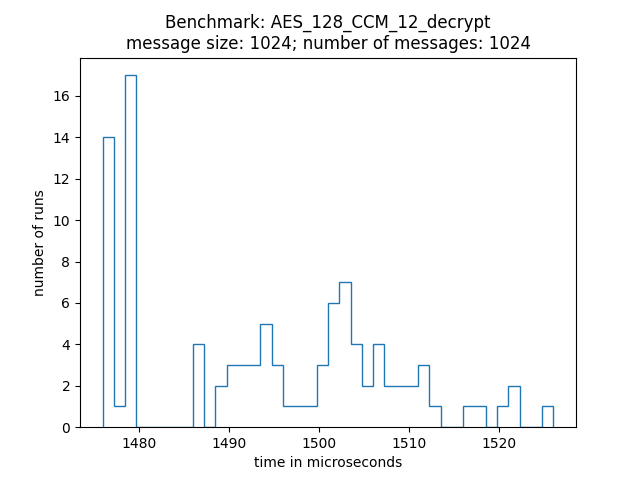 Benchmark: AES_128_CCM_12_decrypt
message size: 1024; number of messages: 1024
16
14
12
10
8
6
4
2
0
number of runs
1480 1490 1500 1510 1520
time in microseconds